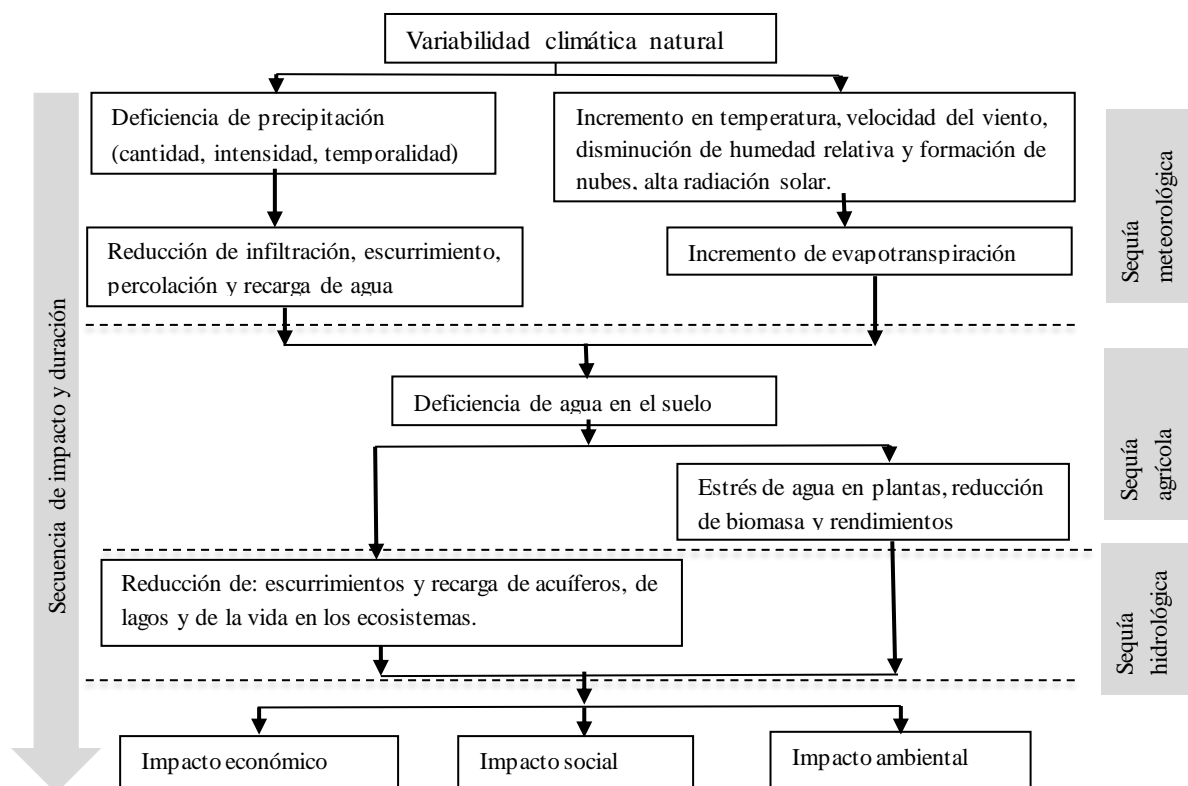 Variabilidad climática natural
Deficiencia de precipitación
(cantidad, intensidad, temporalidad)
Incremento en temperatura, velocidad del viento,
disminución de humedad relativa y formación de
nubes, alta radiación solar.
Reducción de infiltración, escurrimiento,
percolación y recarga de agua
Incremento de evapotranspiración
Sequía
meteorológica
Secuencia de impacto y duración
Deficiencia de agua en el suelo
Estrés de agua en plantas, reducción
de biomasa y rendimientos
Sequía
agrícola
Reducción de: escurrimientos y recarga de acuíferos, de
lagos y de la vida en los ecosistemas.
Sequía
hidrológica
Impacto económico
Impacto social
Impacto ambiental